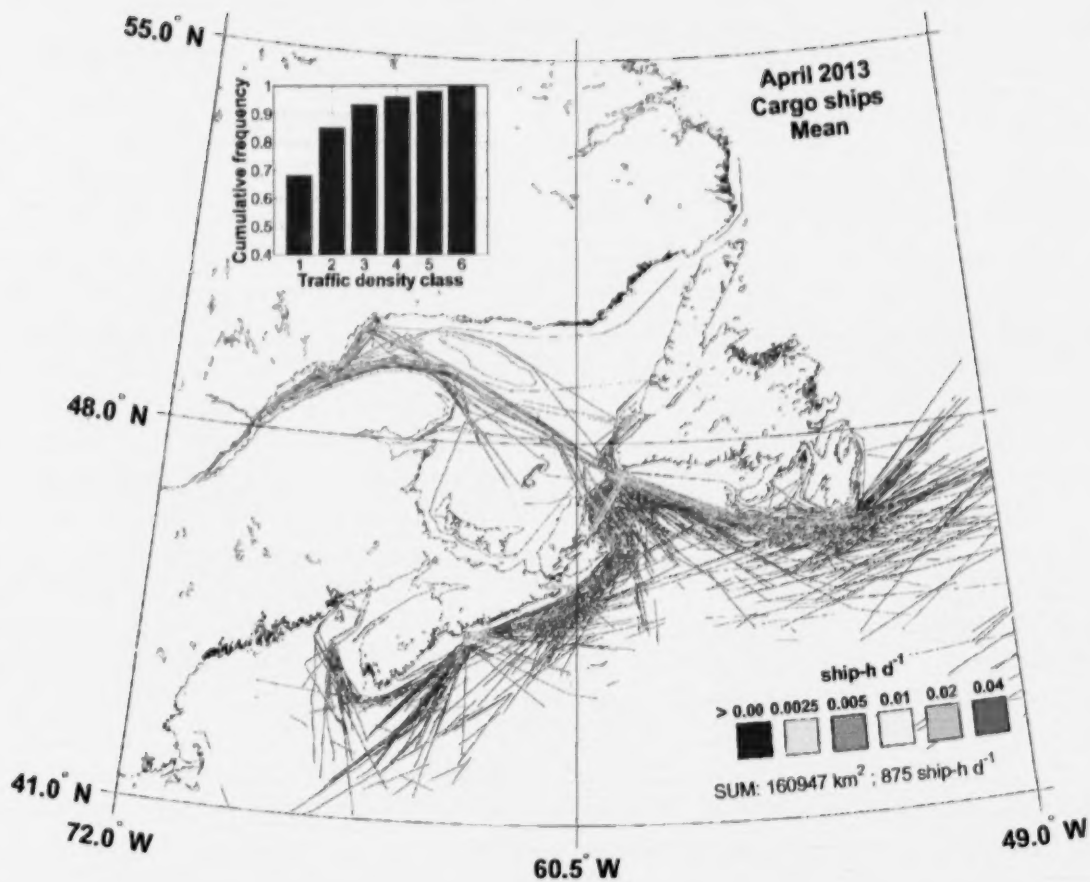 55.0° N
April 2013
Cargo ships
Mean
Cumulative frequency
1
0.9
0.8
0.7
0.6
0.5
0.4
1 2 3 4 5 6
Traffic density class
48.0° N
ship-h d⁻¹
> 0.00 0.0025 0.005 0.01 0.02 0.04
SUM: 160947 km² ; 875 ship-h d⁻¹
41.0° N
72.0° W
60.5° W
49.0° W